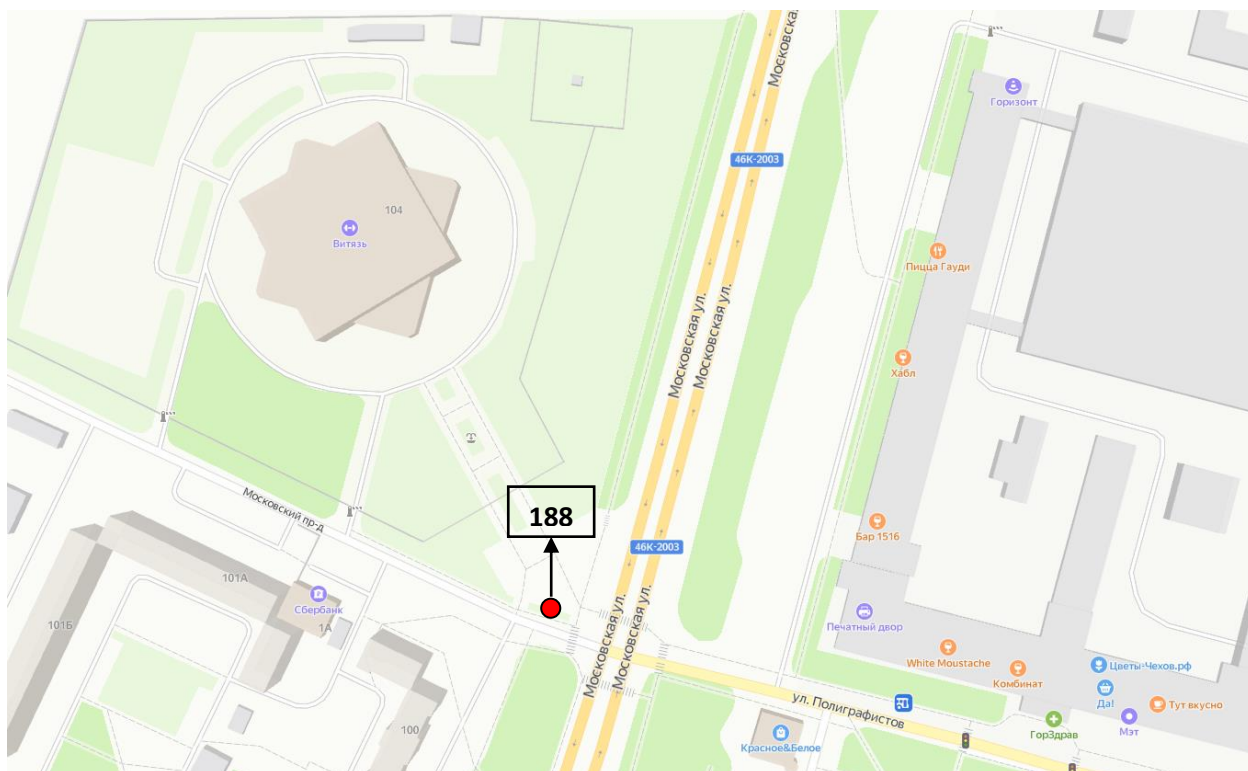 Московская
Горизонт
46К-2003
104
Витязь
Пицца Гауди
Московская ул.
Московская ул.
Хабл
Московский пр-д
188
Бар 1516
46К-2003
101А
Сбербанк
1А
101Б
Московская ул.
Московская ул.
Печатный двор
White Moustache
Цветы-Чехов.рф
Комбинат
Да!
ул. Полиграфистов
Тут вкусно
100
ГорЗдрав
Мэт
Красное&Белое